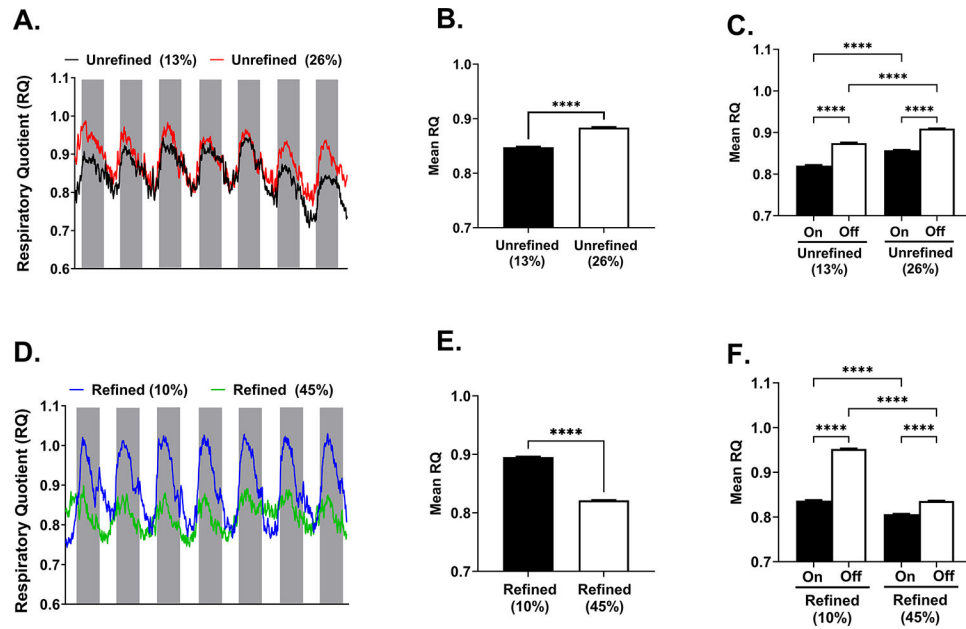 A.
Unrefined (13%) Unrefined (26%)
Respiratory Quotient (RQ)
1.1
1.0
0.9
0.8
0.7
0.6
B.
Mean RQ
1.0
0.9
0.8
0.7
****
Unrefined
(13%)
Unrefined
(26%)
C.
Mean RQ
1.1
1.0
0.9
0.8
0.7
****
****
**** ****
On Off On Off
Unrefined
(13%)
Unrefined
(26%)
D.
Refined (10%) Refined (45%)
Respiratory Quotient (RQ)
1.1
1.0
0.9
0.8
0.7
0.6
E.
Mean RQ
1.0
0.9
0.8
0.7
****
Refined
(10%)
Refined
(45%)
F.
Mean RQ
1.1
1.0
0.9
0.8
0.7
****
****
**** ****
On Off On Off
Refined
(10%)
Refined
(45%)